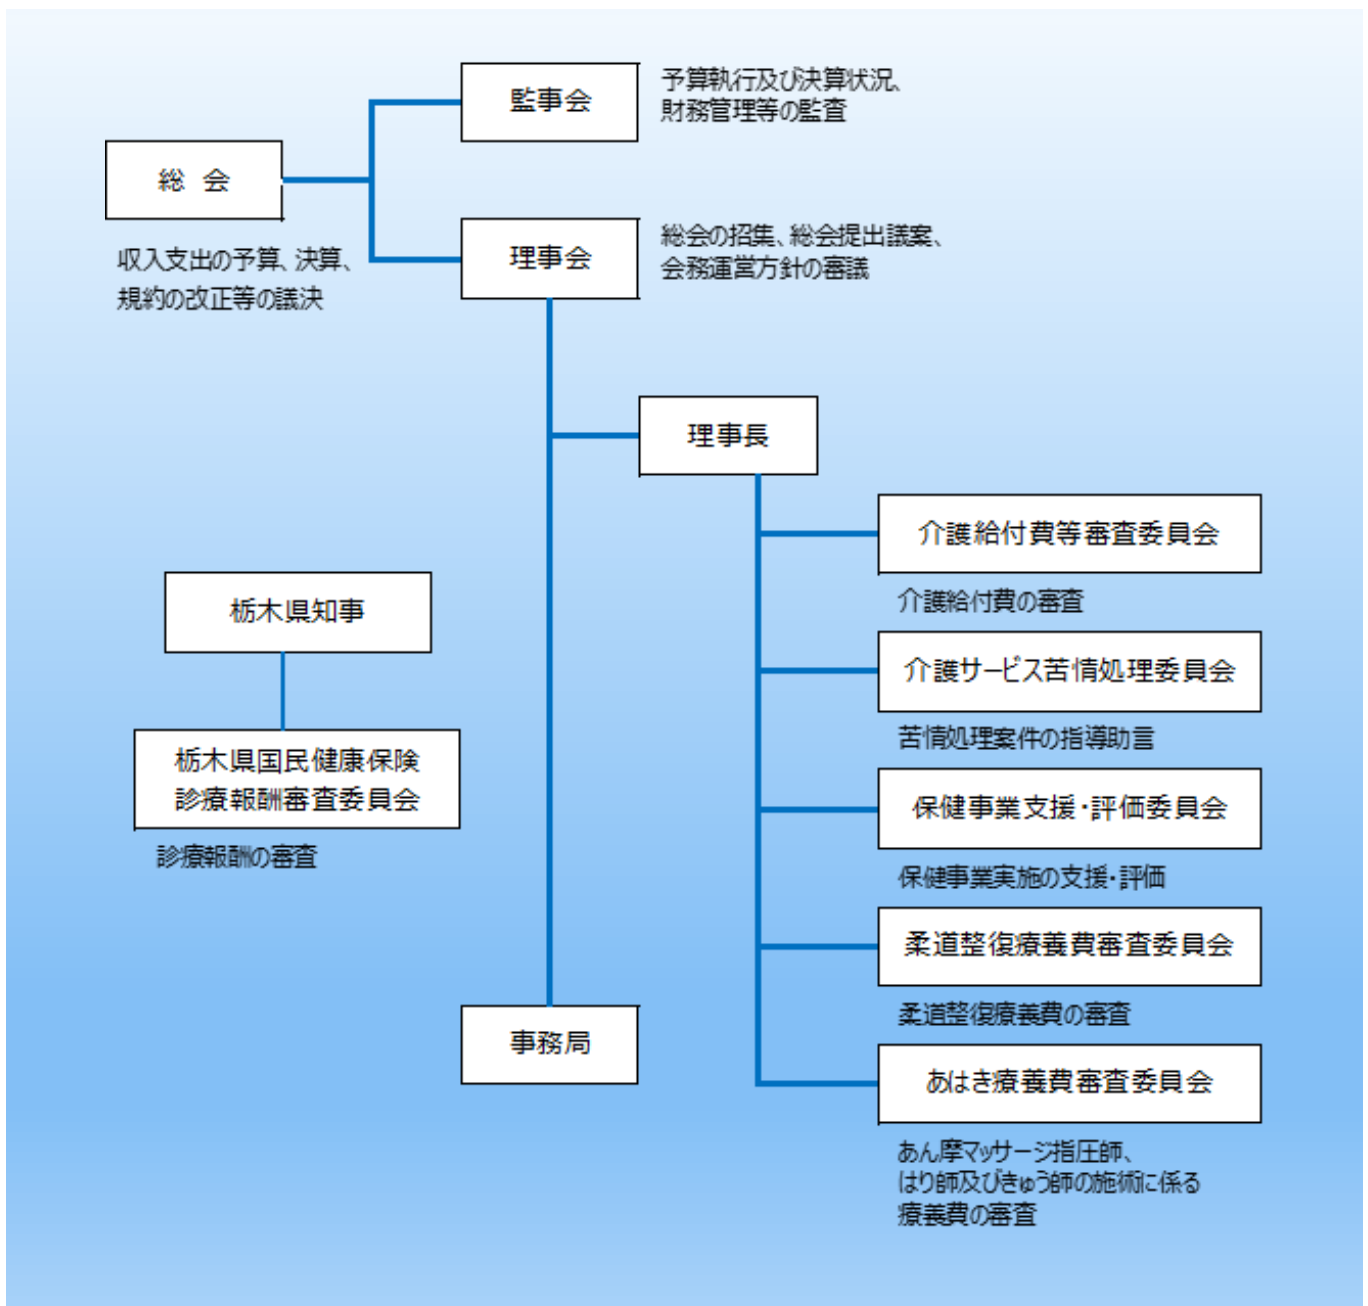 監事会
予算執行及び決算状況、
財務管理等の監査
総 会
収入支出の予算、決算、
規約の改正等の議決
理事会
総会の招集、総会提出議案、
会務運営方針の審議
理事長
介護給付費等審査委員会
介護給付費の審査
栃木県知事
介護サービス苦情処理委員会
苦情処理案件の指導助言
栃木県国民健康保険
診療報酬審査委員会
診療報酬の審査
保健事業支援・評価委員会
保健事業実施の支援・評価
柔道整復療養費審査委員会
柔道整復療養費の審査
事務局
あはき療養費審査委員会
あん摩マッサージ指圧師、
はり師及びきゅう師の施術に係る
療養費の審査